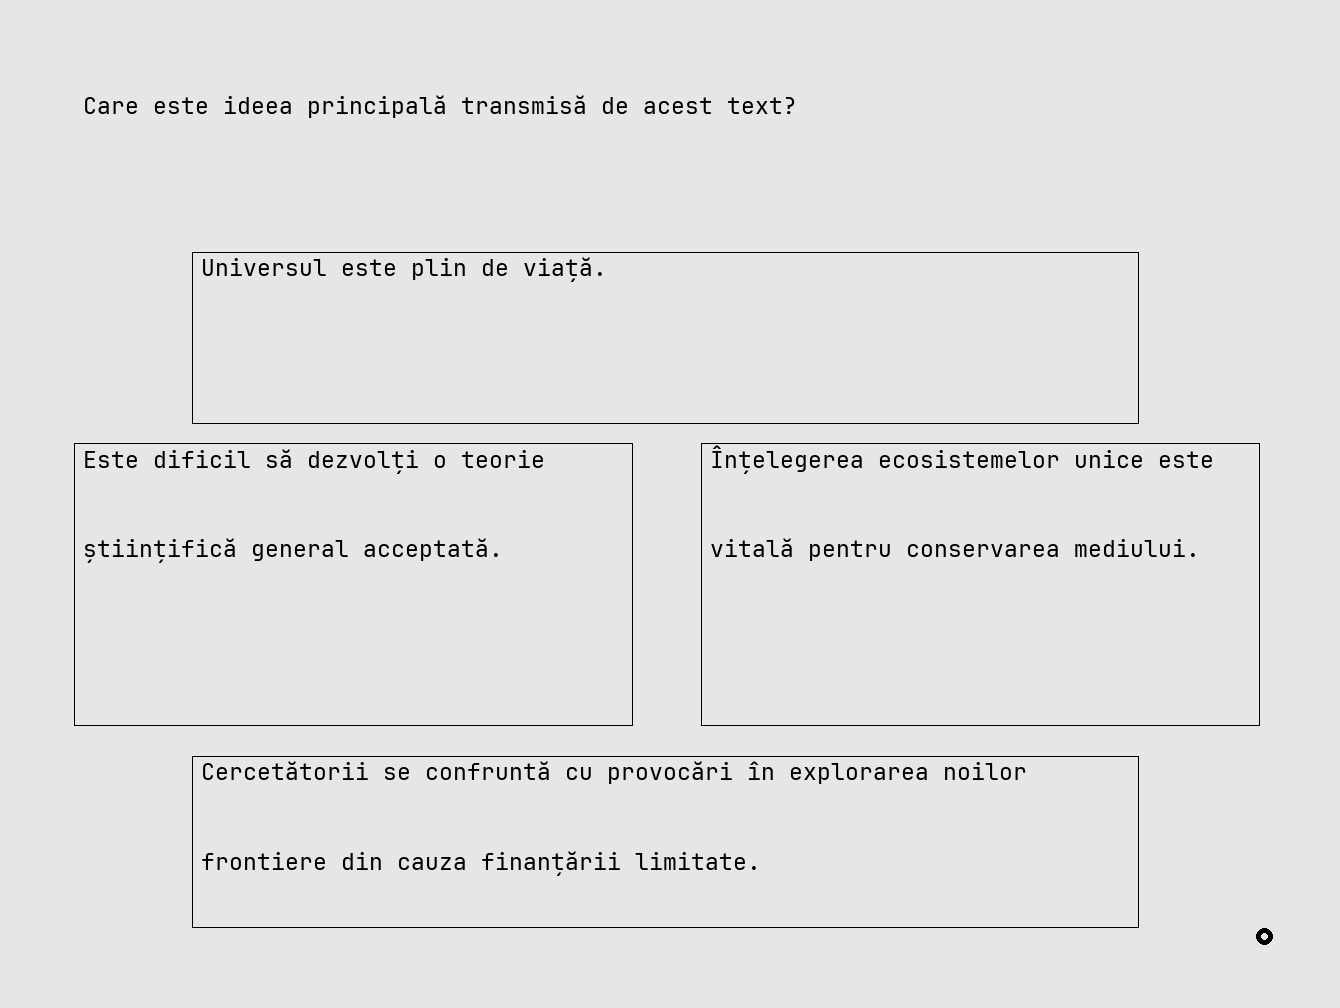 Care este ideea principală transmisă de acest text?
Universul este plin de viață.
Este dificil să dezvolți o teorie
științifică general acceptată.
Înțelegerea ecosistemelor unice este
vitală pentru conservarea mediului.
Cercetătorii se confruntă cu provocări în explorarea noilor
frontiere din cauza finanțării limitate.